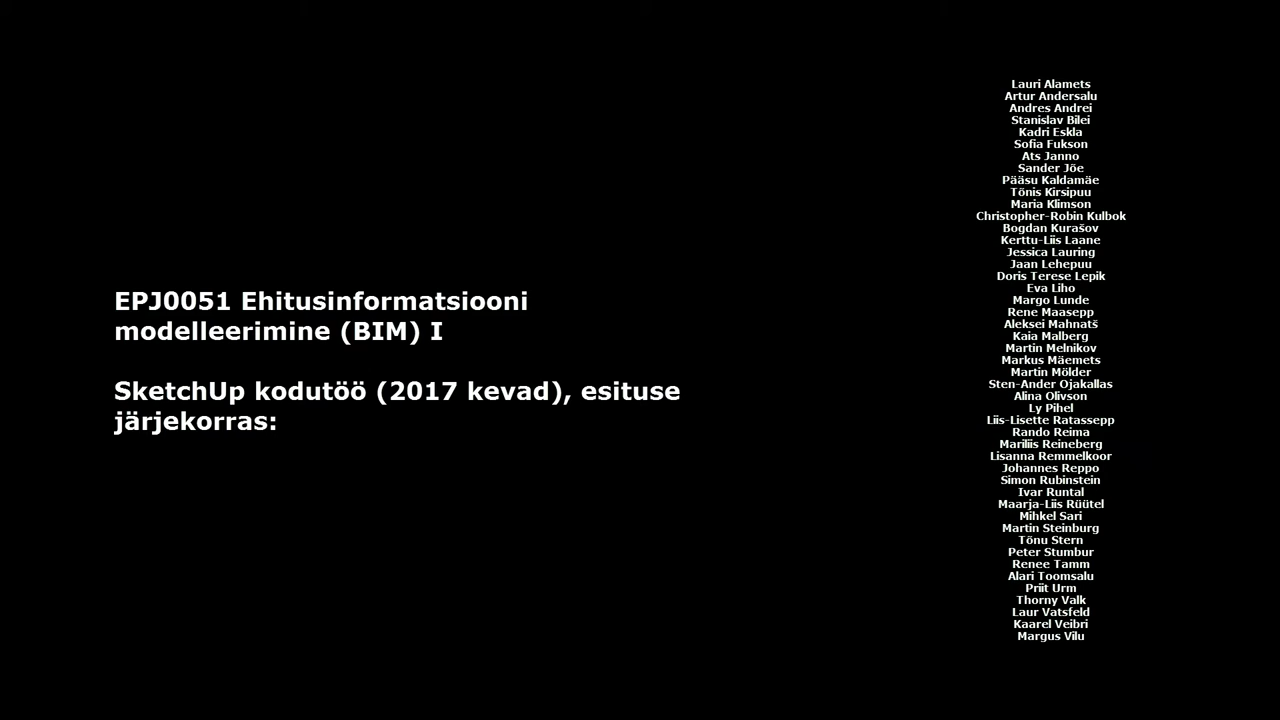 EPJ0051 Ehitusinformatsiooni
modelleerimine (BIM) I
SketchUp kodutöö (2017 kevad), esituse
järjekorras:
Lauri Alamets
Artur Andersalu
Andres Andrei
Stanislav Bilei
Kadri Eskla
Sofia Fukson
Ats Janno
Sander Jõe
Pääsu Kaldamäe
Tõnis Kirsipuu
Maria Klimson
Christopher-Robin Kulbok
Bogdan Kurašov
Kerttu-Liis Laane
Jessica Lauring
Jaan Lehepuu
Doris Terese Lepik
Eva Liho
Margo Lunde
Rene Maasepp
Aleksei Mahnatš
Kaia Malberg
Martin Melnikov
Markus Mäemets
Martin Mölder
Sten-Ander Ojakallas
Alina Olivson
Ly Pihel
Liis-Lisette Ratassepp
Rando Reima
Mariliis Reineberg
Lisanna Remmelkoor
Johannes Reppo
Simon Rubinstein
Ivar Runtal
Maarja-Liis Rüütel
Mihkel Sari
Martin Steinburg
Tõnu Stern
Peter Stumbur
Renee Tamm
Alari Toomsalu
Priit Urm
Thorny Valk
Laur Vatsfeld
Kaarel Veibri
Margus Vilu